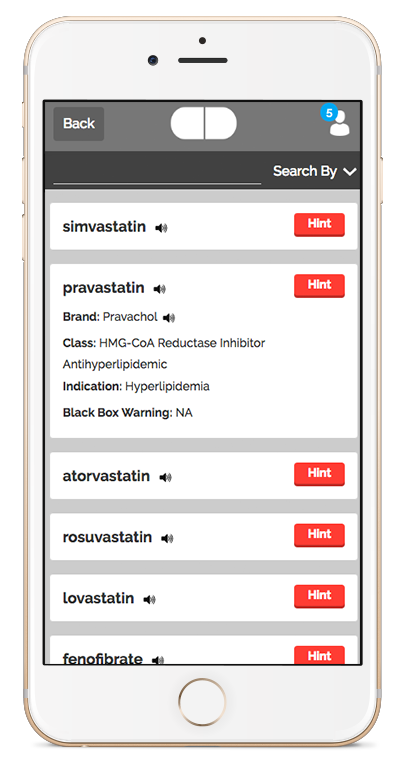 Back
5
Search By
simvastatin
Hint
pravastatin
Hint
Brand: Pravachol
Class: HMG-CoA Reductase Inhibitor
Antihyperlipidemic
Indication: Hyperlipidemia
Black Box Warning: NA
atorvastatin
Hint
rosuvastatin
Hint
lovastatin
Hint
fenofibrate
Hint